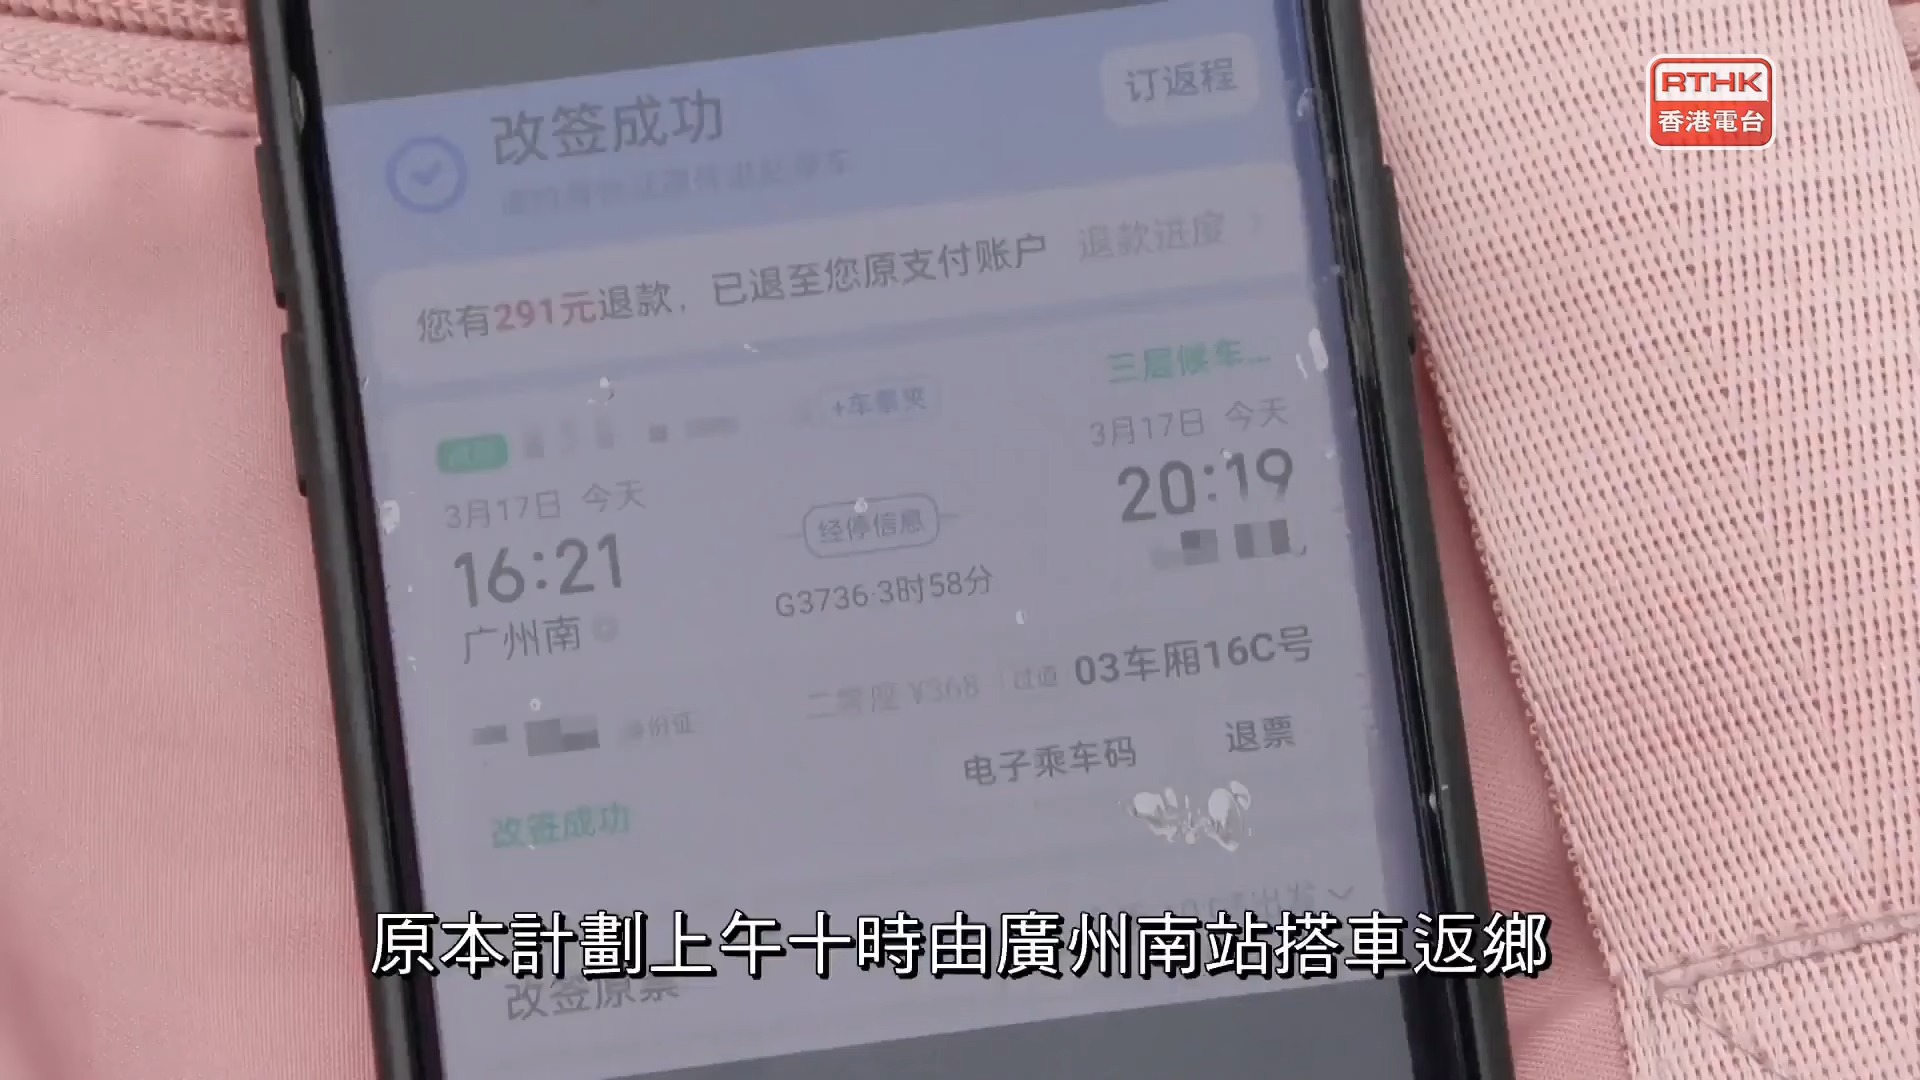 RTHK
香港電台
改签成功
订返程
您有291元退款，已退至您原支付账户 退款进度
+车票夹
三层候车...
3月17日 今天
16:21
广州南
经停信息
G3736·3时58分
3月17日 今天
20:19
二等座 ¥368 过道 03车厢16C号
身份证
电子乘车码
退票
改签成功
改签原票
原本計劃上午十時由廣州南站搭車返鄉